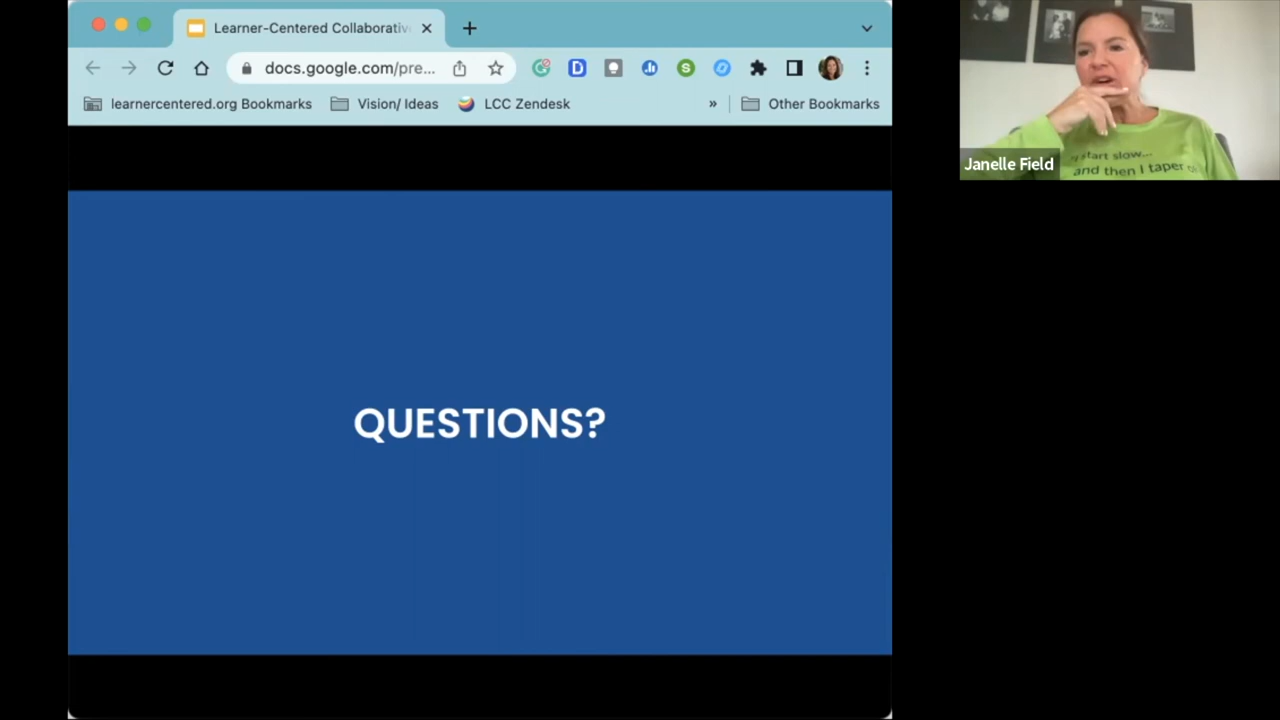 Learner-Centered Collaborative
docs.google.com/pre...
learnercentered.org Bookmarks
Vision/ Ideas
LCC Zendesk
»
Other Bookmarks
QUESTIONS?
start slow...
and then I taper
Janelle Field